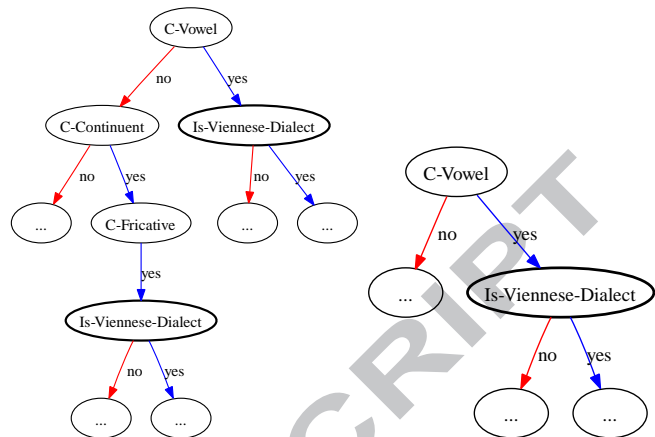 C-Vowel
no
yes
C-Continuent
Is-Viennese-Dialect
no
yes
no
yes
...
C-Fricative
...
...
yes
Is-Viennese-Dialect
no
yes
...
...
C-Vowel
no
yes
...
Is-Viennese-Dialect
no
yes
...
...
CRIPT